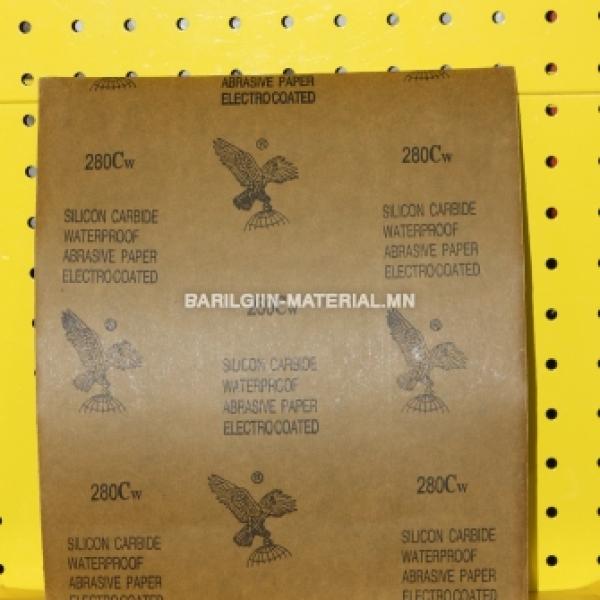 ABRASIVE PAPER
ELECTROCOATED
280Cw
®
280Cw
SILICON CARBIDE
WATERPROOF
ABRASIVE PAPER
ELECTROCOATED
SILICON CARBIDE
WATERPROOF
ABRASIVE PAPER
ELECTROCOATED
BARILGIIN-MATERIAL.MN
280Cw
®
®
SILICON CARBIDE
WATERPROOF
ABRASIVE PAPER
ELECTROCOATED
280Cw
®
280Cw
SILICON CARBIDE
WATERPROOF
ABRASIVE PAPER
ELECTROCOATED
SILICON CARBIDE
WATERPROOF
ABRASIVE PAPER
ELECTROCOATED